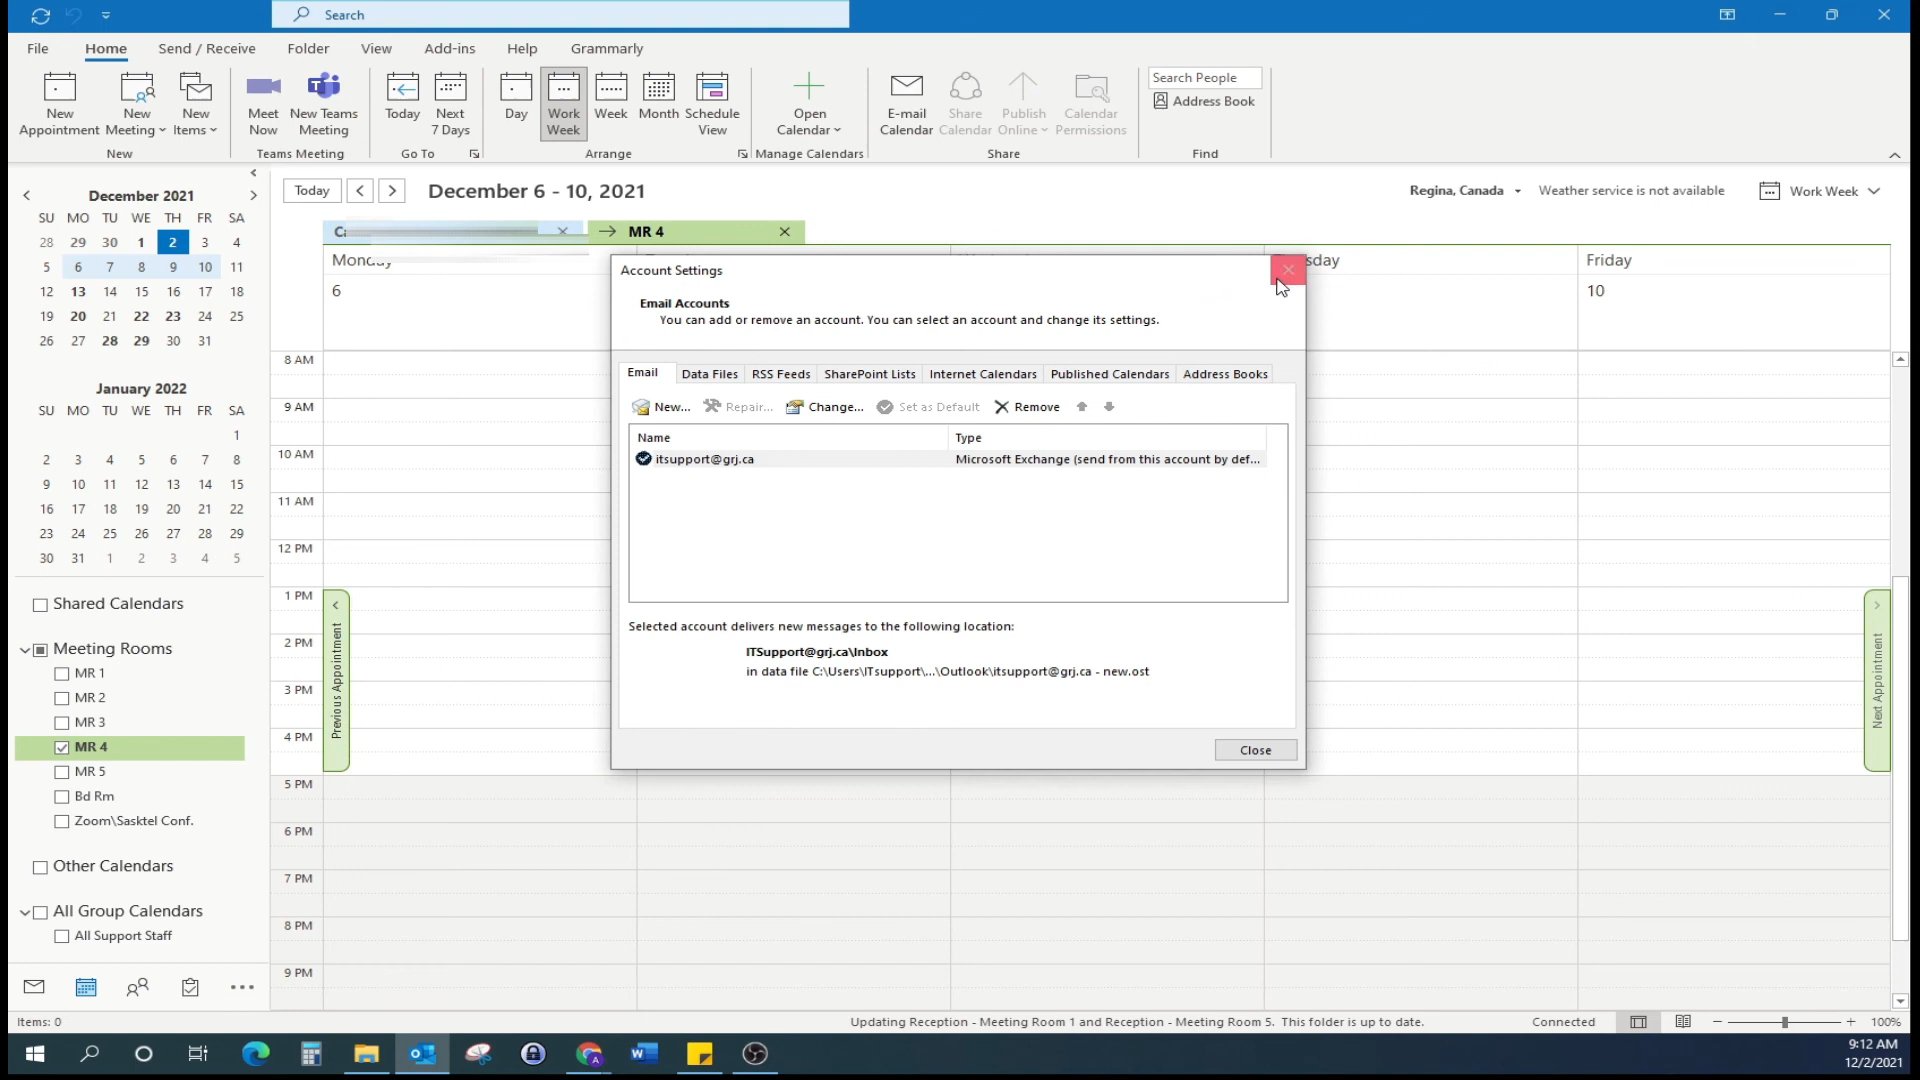 Search
File Home Send / Receive Folder View Add-ins Help Grammarly
New Appointment
New Meeting
New Items
Meet Now
New Teams Meeting
Today
Next 7 Days
Day
Work Week
Week
Month
Schedule View
Open Calendar
E-mail Calendar
Share Calendar
Publish Online
Calendar Permissions
Search People
Address Book
New Teams Meeting Go To Arrange Manage Calendars Share Find
December 2021
SU MO TU WE TH FR SA
28 29 30 1 2 3 4
5 6 7 8 9 10 11
12 13 14 15 16 17 18
19 20 21 22 23 24 25
26 27 28 29 30 31
January 2022
SU MO TU WE TH FR SA
1
2 3 4 5 6 7 8
9 10 11 12 13 14 15
16 17 18 19 20 21 22
23 24 25 26 27 28 29
30 31 1 2 3 4 5
Shared Calendars
Meeting Rooms
MR 1
MR 2
MR 3
MR 4
MR 5
Bd Rm
Zoom\Sasktel Conf.
Other Calendars
All Group Calendars
All Support Staff
Today
December 6 - 10, 2021
Regina, Canada
Weather service is not available
Work Week
MR 4
Monday
Friday
6
10
8 AM
9 AM
10 AM
11 AM
12 PM
1 PM
2 PM
3 PM
4 PM
5 PM
6 PM
7 PM
8 PM
9 PM
Previous Appointment
Next Appointment
Account Settings
Email Accounts
You can add or remove an account. You can select an account and change its settings.
Email Data Files RSS Feeds SharePoint Lists Internet Calendars Published Calendars Address Books
New... Repair... Change... Set as Default Remove
Name Type
itsupport@grj.ca Microsoft Exchange (send from this account by def...
Selected account delivers new messages to the following location:
ITSupport@grj.ca\Inbox
in data file C:\Users\ITsupport\...\Outlook\itsupport@grj.ca - new.ost
Close
Items: 0
Updating Reception - Meeting Room 1 and Reception - Meeting Room 5. This folder is up to date.
Connected
100%
9:12 AM
12/2/2021